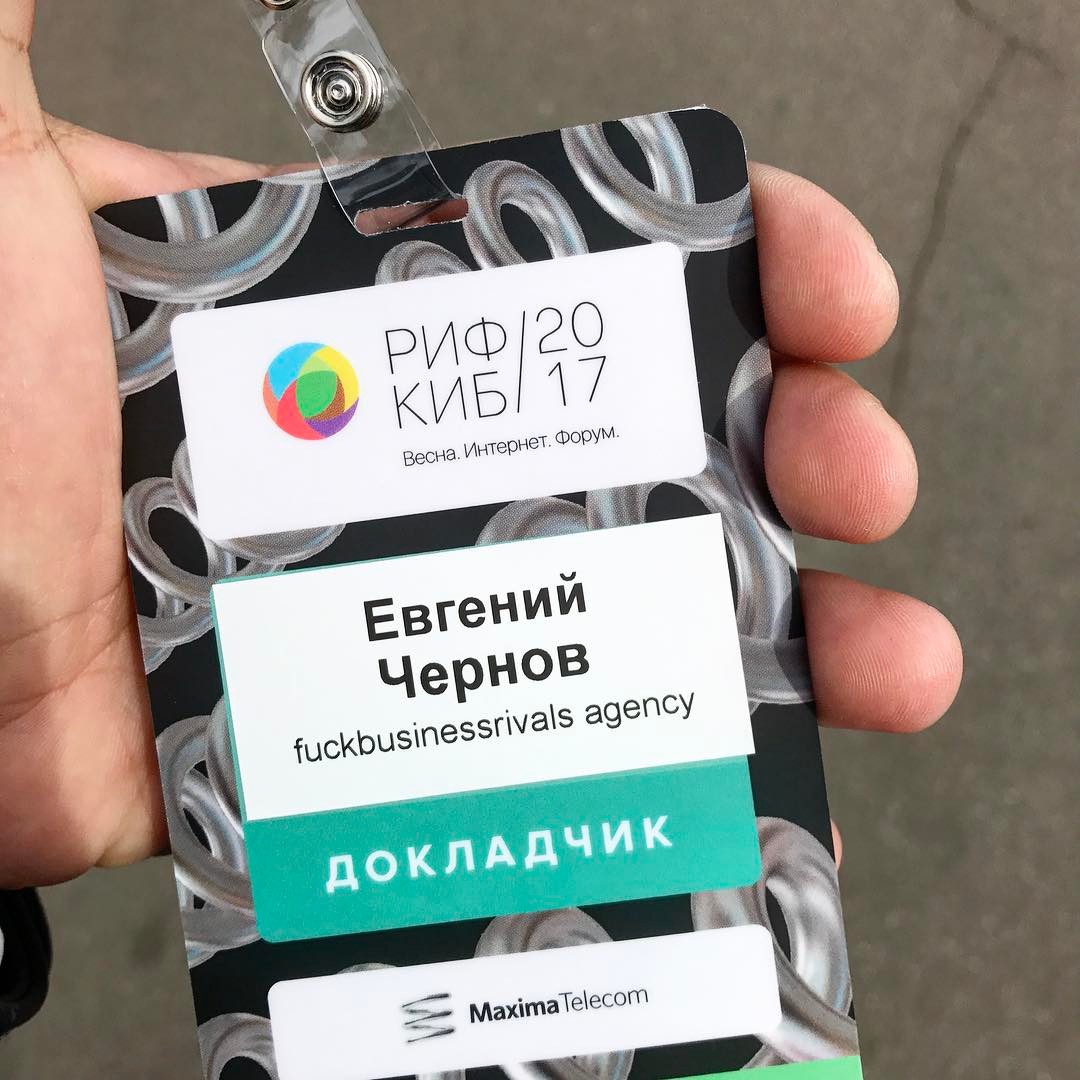 РИФ/20
КИБ/17
Весна. Интернет. Форум.
Евгений
Чернов
fuckbusinessrivals agency
ДОКЛАДЧИК
MaximaTelecom